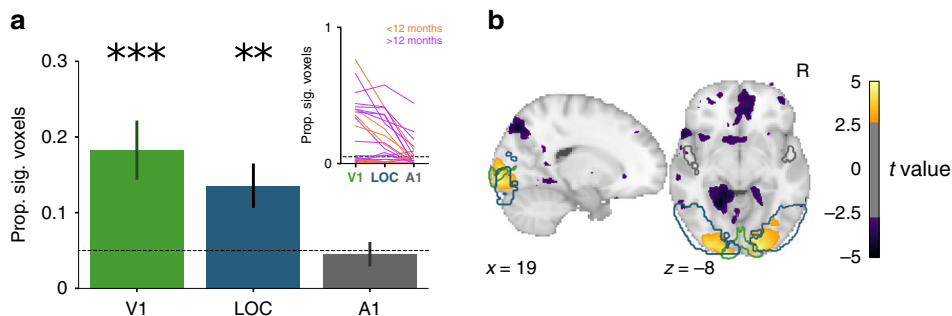 a
Prop. sig. voxels
0.3
0.2
0.1
0
***
**
V1
LOC
A1
Prop. sig. voxels
1
0
<12 months
>12 months
V1 LOC A1
b
R
x = 19
z = −8
5
2.5
0
−2.5
−5
t value